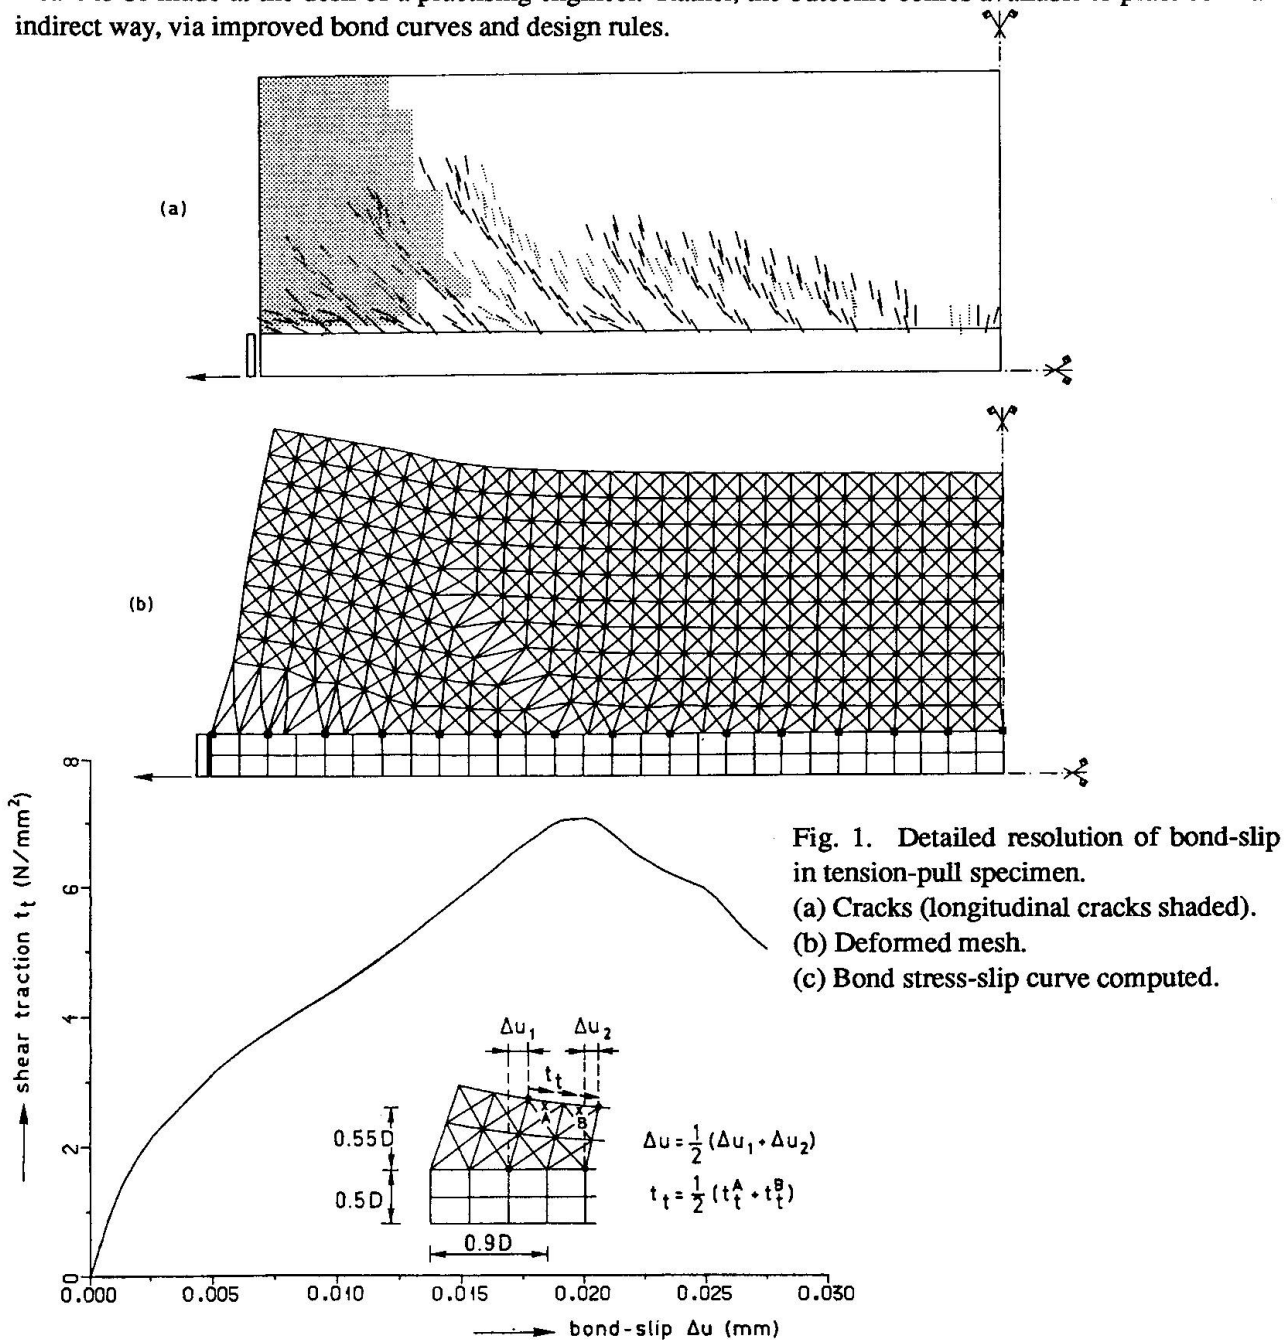 indirect way, via improved bond curves and design rules.
(a)
(b)
Fig. 1. Detailed resolution of bond-slip
in tension-pull specimen.
(a) Cracks (longitudinal cracks shaded).
(b) Deformed mesh.
(c) Bond stress-slip curve computed.
shear traction t_t (N/mm²)
8
6
4
2
0
Δu₁ Δu₂
t_t
A B
0.55D
0.5D
0.9D
Δu = ½ (Δu₁ + Δu₂)
t_t = ½ (t_t^A + t_t^B)
0.000 0.005 0.010 0.015 0.020 0.025 0.030
bond-slip Δu (mm)